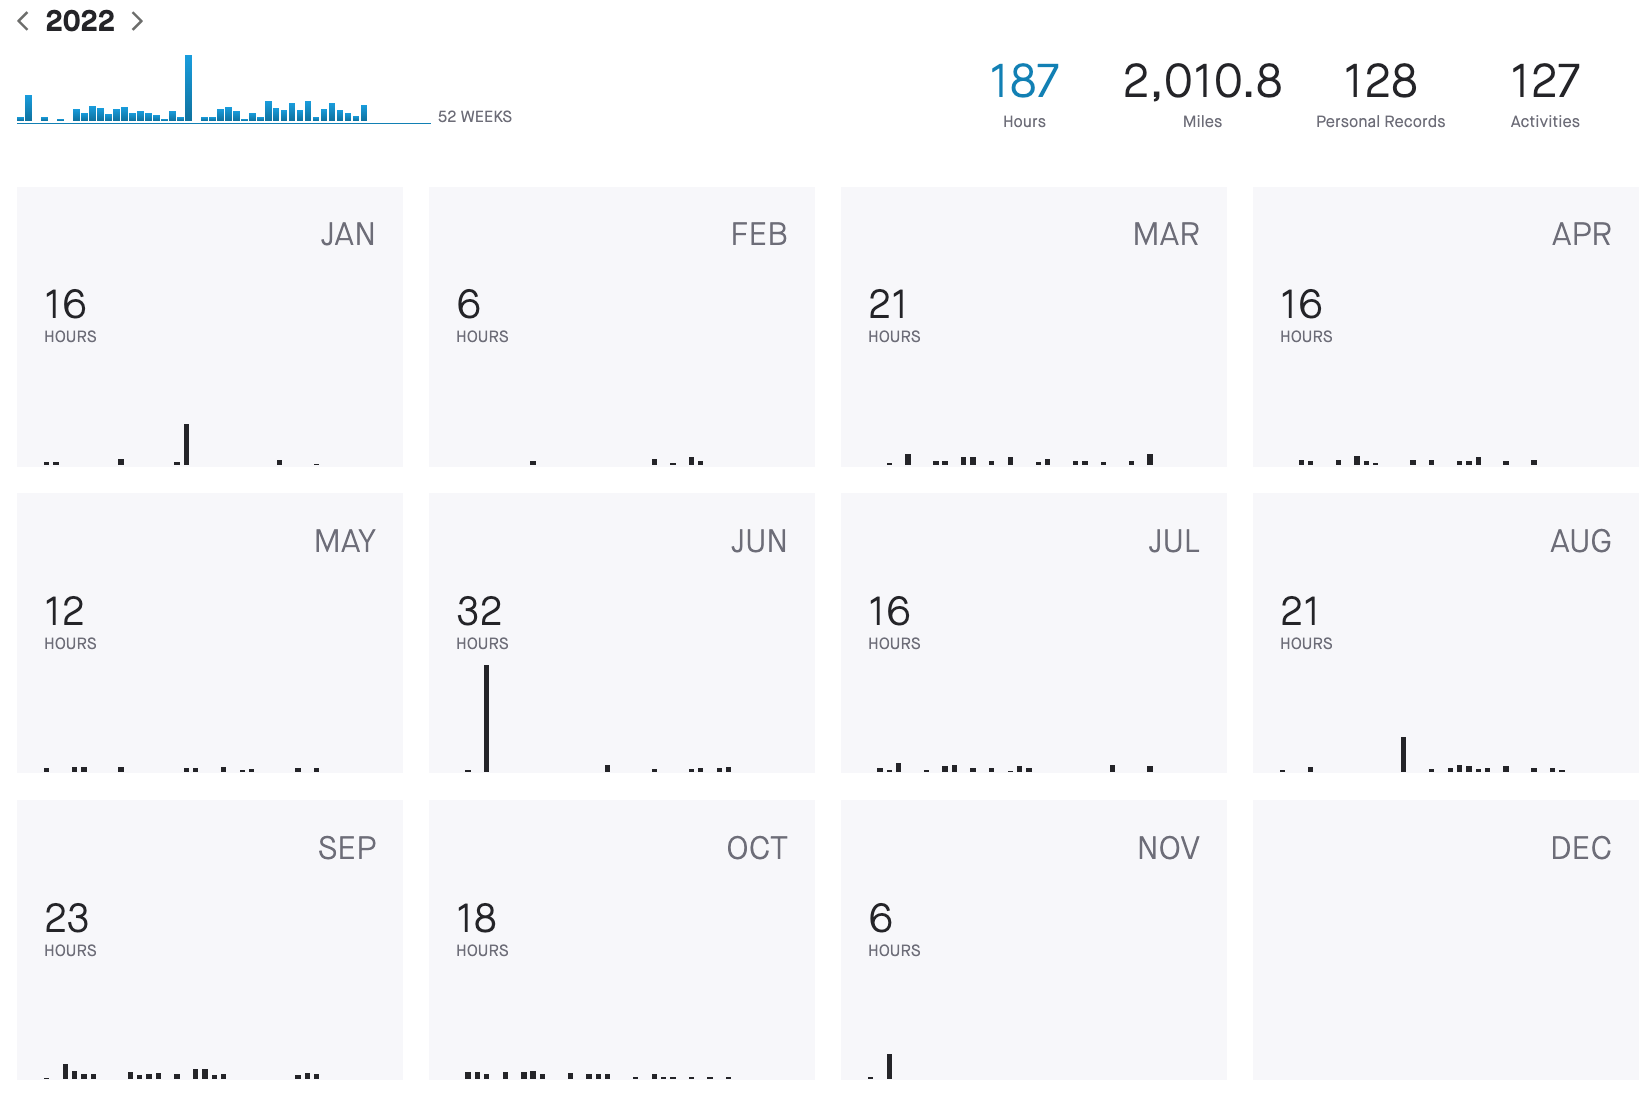 2022
52 WEEKS
187 2,010.8 128 127
Hours Miles Personal Records Activities
JAN FEB MAR APR
16 6 21 16
HOURS HOURS HOURS HOURS
MAY JUN JUL AUG
12 32 16 21
HOURS HOURS HOURS HOURS
SEP OCT NOV DEC
23 18 6
HOURS HOURS HOURS